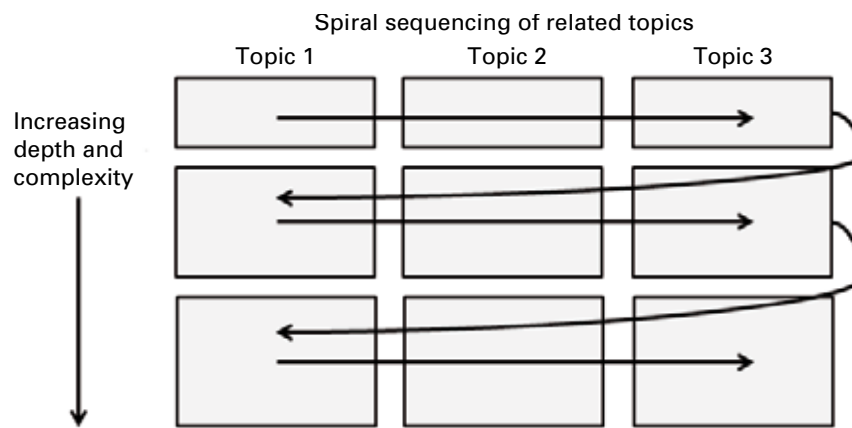 Spiral sequencing of related topics
Topic 1 Topic 2 Topic 3
Increasing
depth and
complexity